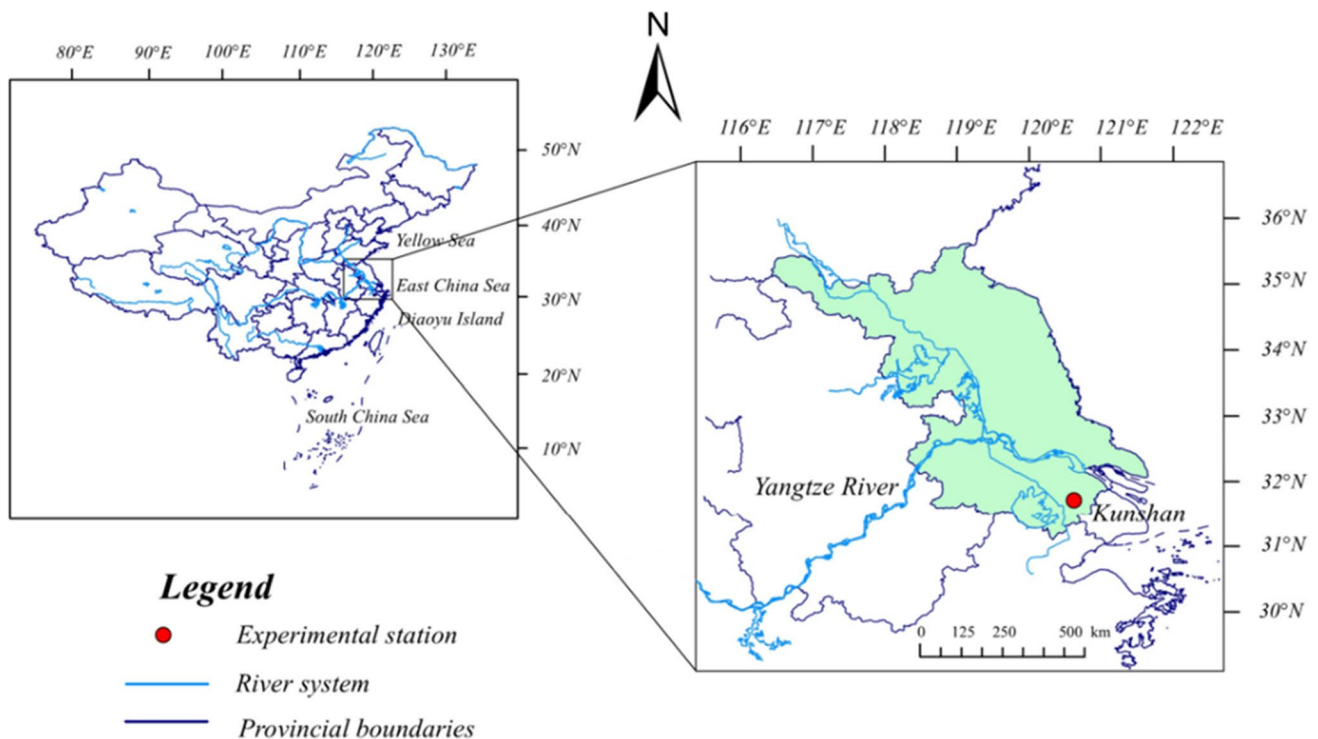 N
80°E 90°E 100°E 110°E 120°E 130°E
50°N
40°N
30°N
20°N
10°N
Yellow Sea
East China Sea
Diaoyu Island
South China Sea
116°E 117°E 118°E 119°E 120°E 121°E 122°E
36°N
35°N
34°N
33°N
32°N
31°N
30°N
Yangtze River
Kunshan
0 125 250 500 km
Legend
Experimental station
River system
Provincial boundaries